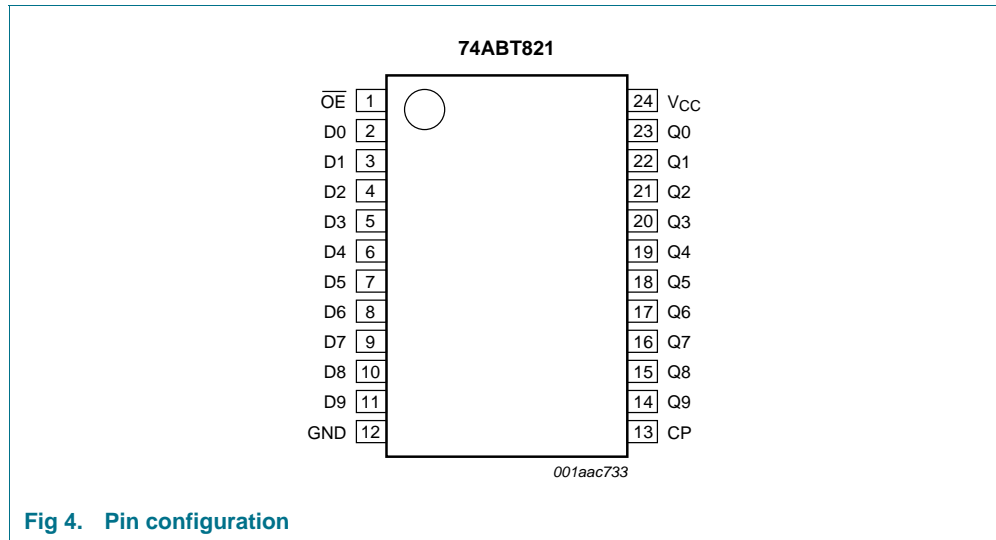 74ABT821
O̅E̅ 1 24 VCC
D0 2 23 Q0
D1 3 22 Q1
D2 4 21 Q2
D3 5 20 Q3
D4 6 19 Q4
D5 7 18 Q5
D6 8 17 Q6
D7 9 16 Q7
D8 10 15 Q8
D9 11 14 Q9
GND 12 13 CP
001aac733
Fig 4. Pin configuration